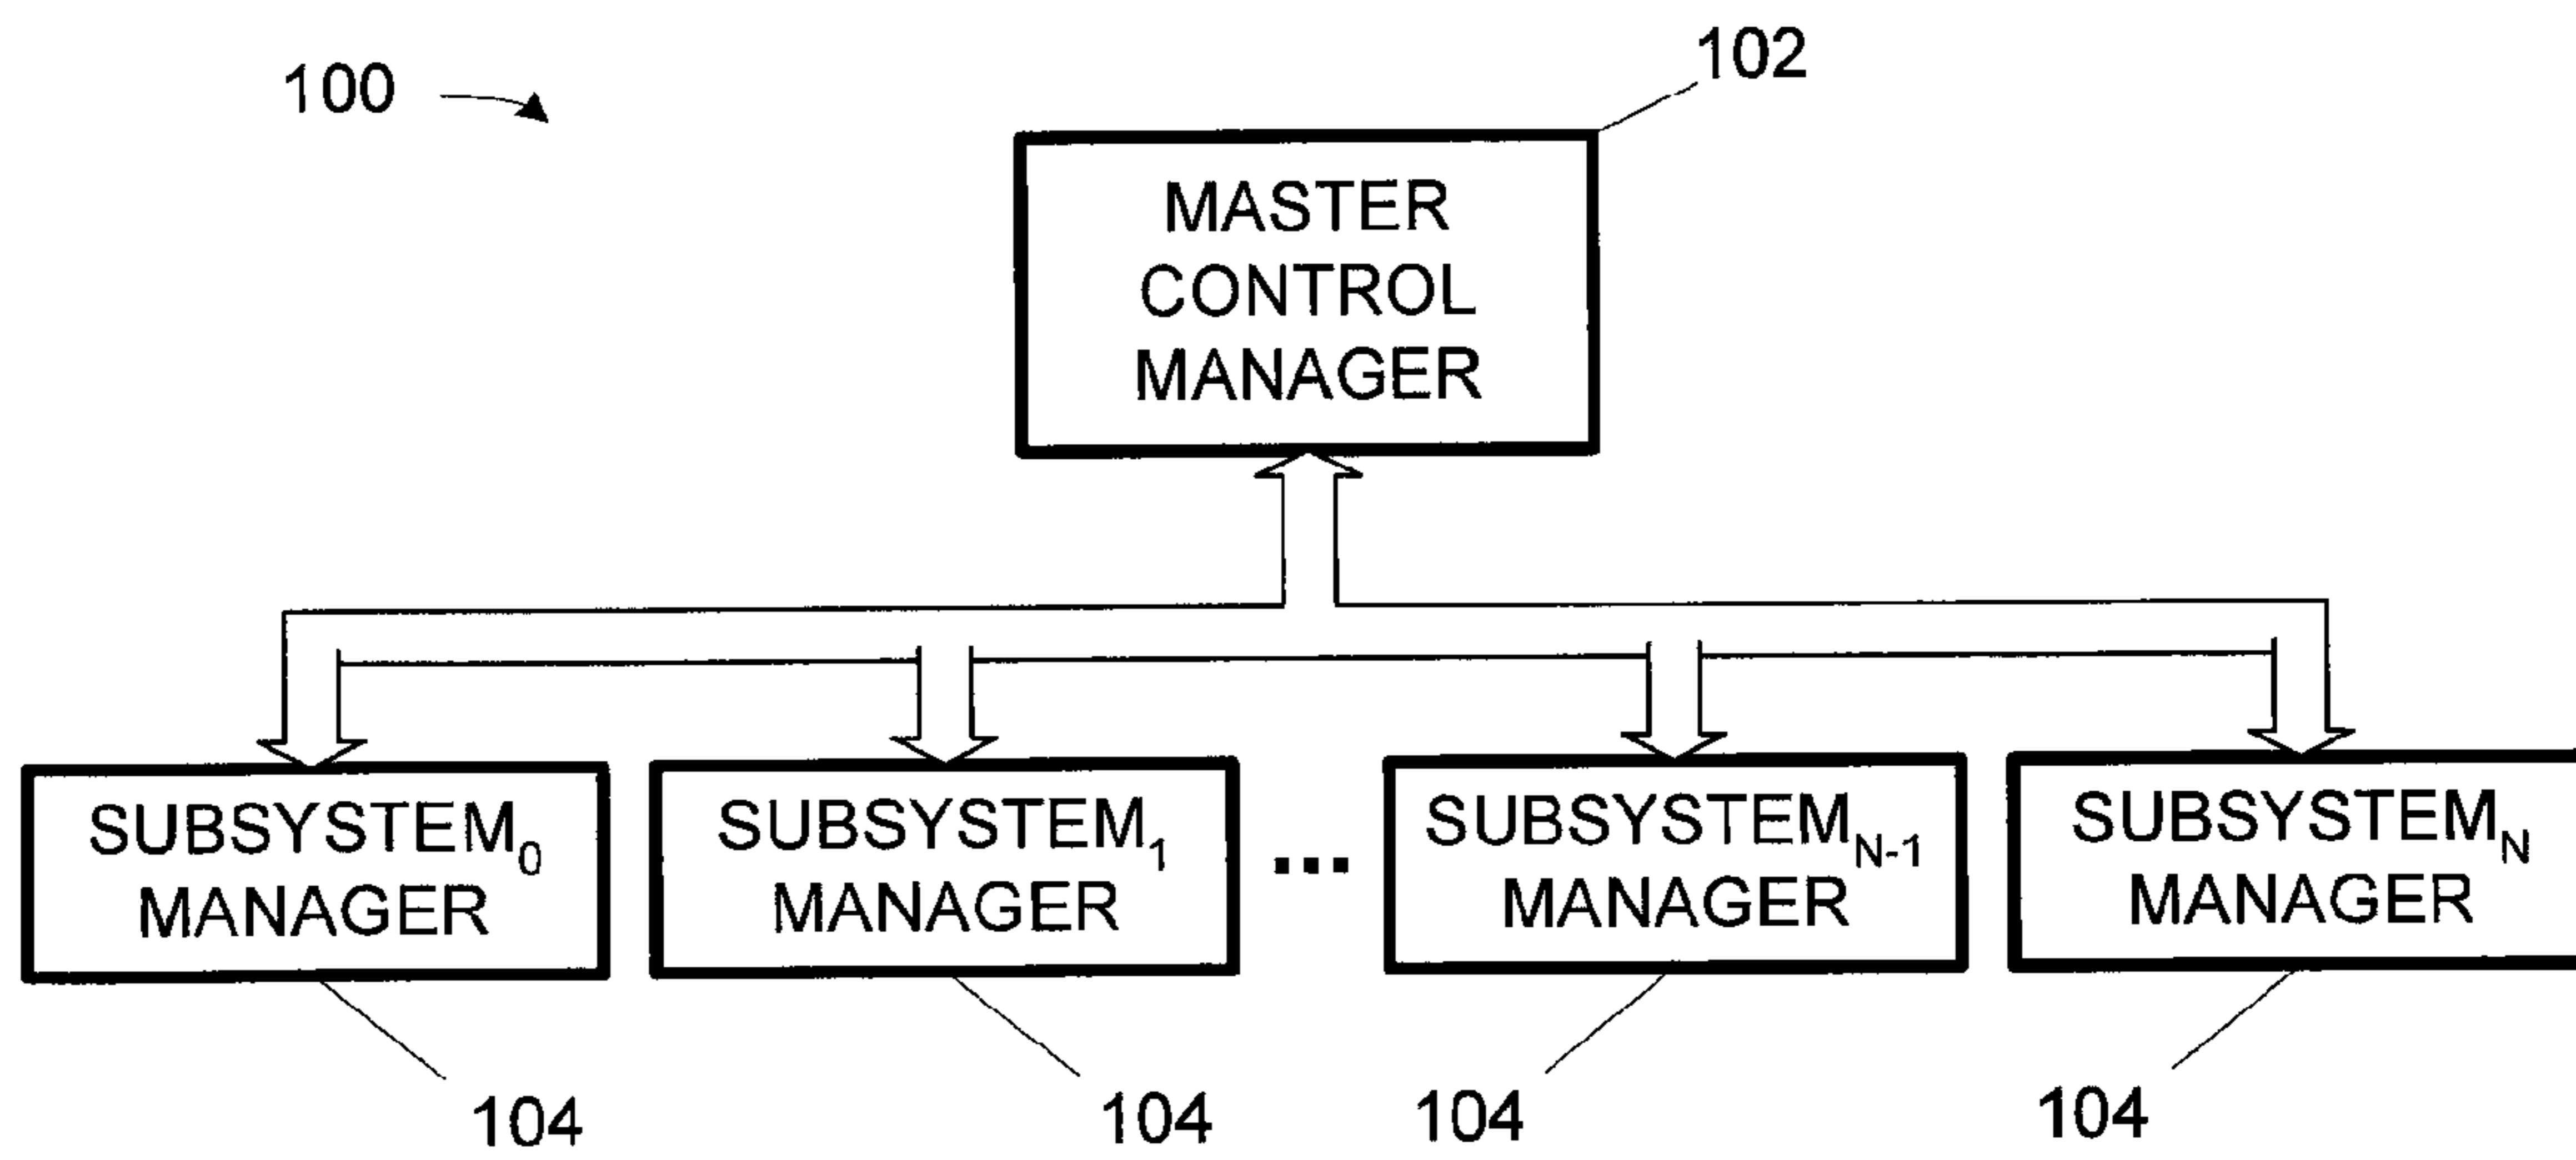 100
102
MASTER
CONTROL
MANAGER
SUBSYSTEM₀
MANAGER
SUBSYSTEM₁
MANAGER
...
SUBSYSTEMN-1
MANAGER
SUBSYSTEMN
MANAGER
104
104
104
104